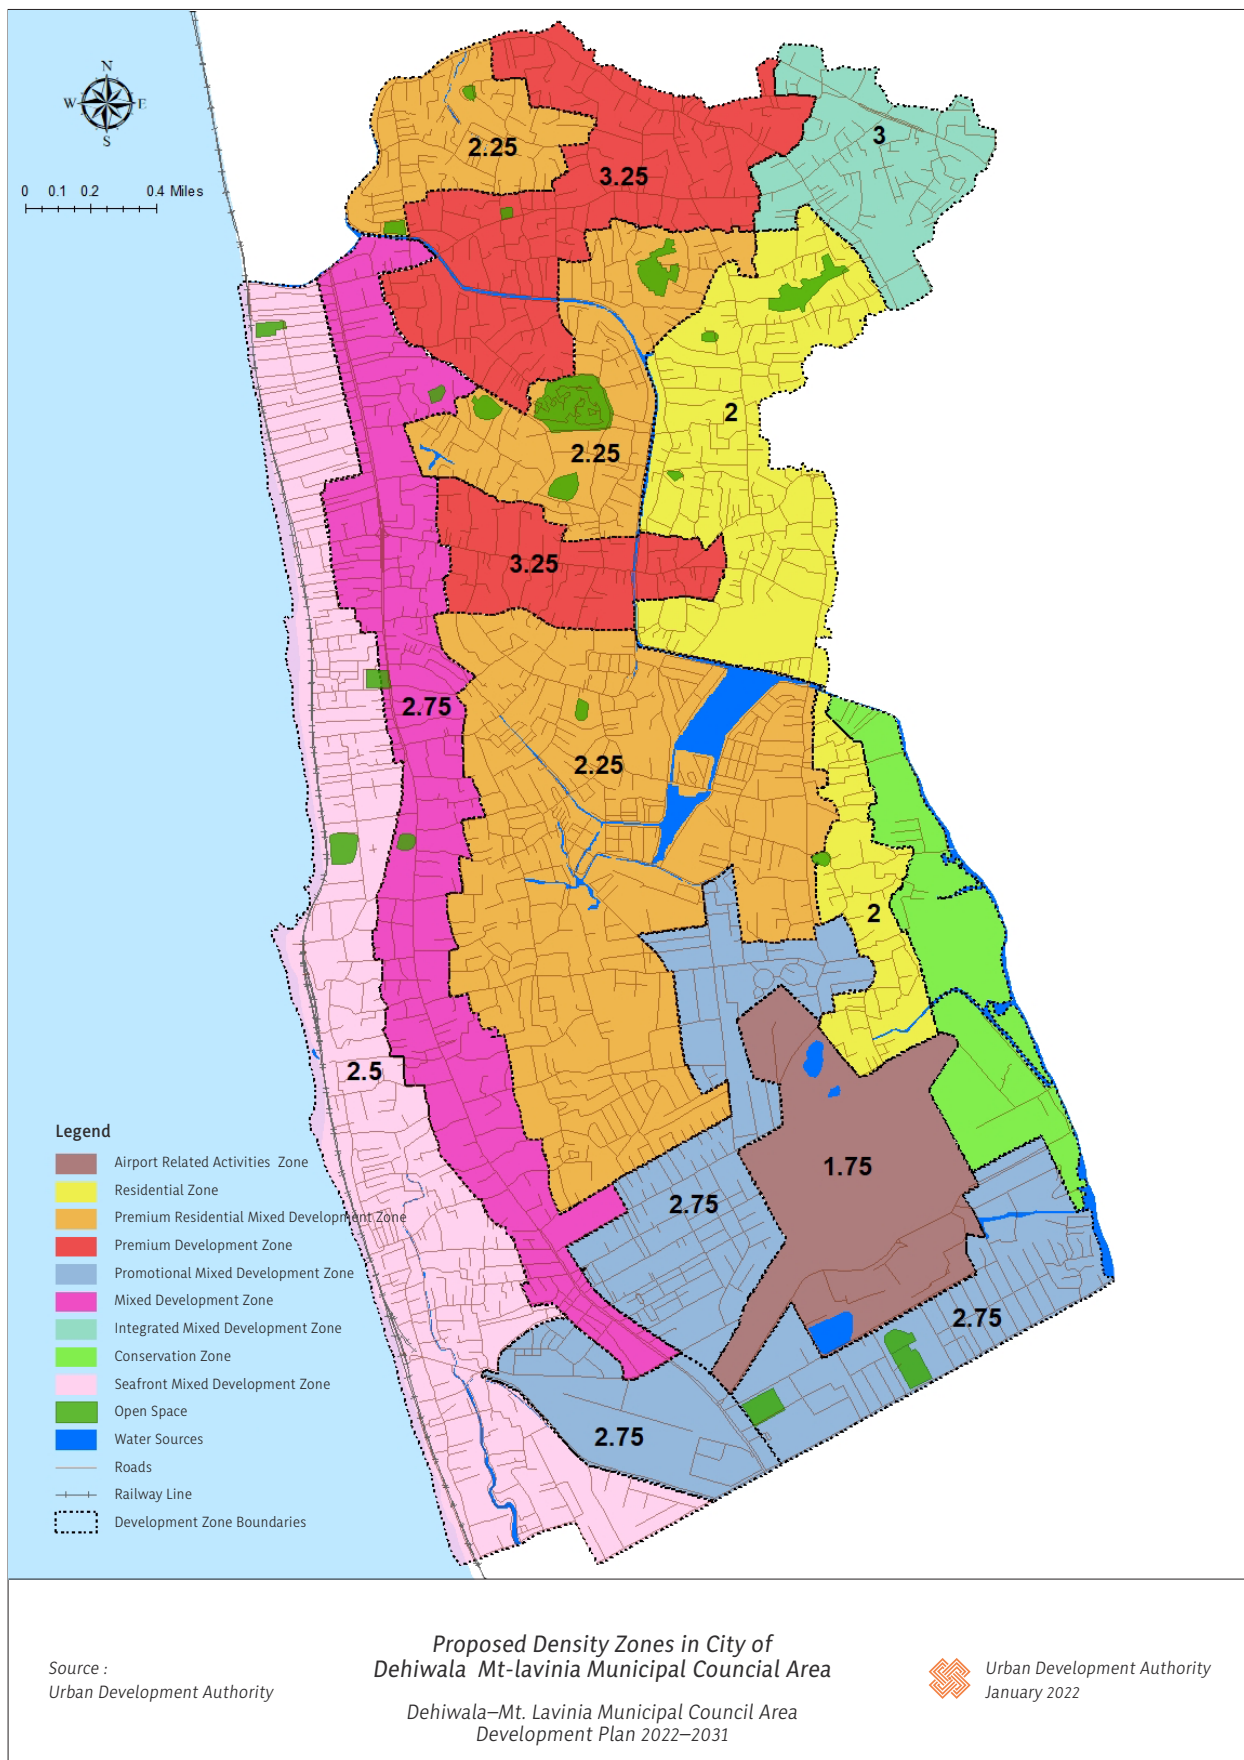 N
W E
S
0 0.1 0.2 0.4 Miles
3
2.25
3.25
2
2.25
3.25
2.75
2.25
2
2.5
1.75
2.75
2.75
2.75
Legend
Airport Related Activities Zone
Residential Zone
Premium Residential Mixed Development Zone
Premium Development Zone
Promotional Mixed Development Zone
Mixed Development Zone
Integrated Mixed Development Zone
Conservation Zone
Seafront Mixed Development Zone
Open Space
Water Sources
Roads
Railway Line
Development Zone Boundaries
Source :
Urban Development Authority
Proposed Density Zones in City of
Dehiwala Mt-lavinia Municipal Councial Area
Dehiwala–Mt. Lavinia Municipal Council Area
Development Plan 2022–2031
Urban Development Authority
January 2022